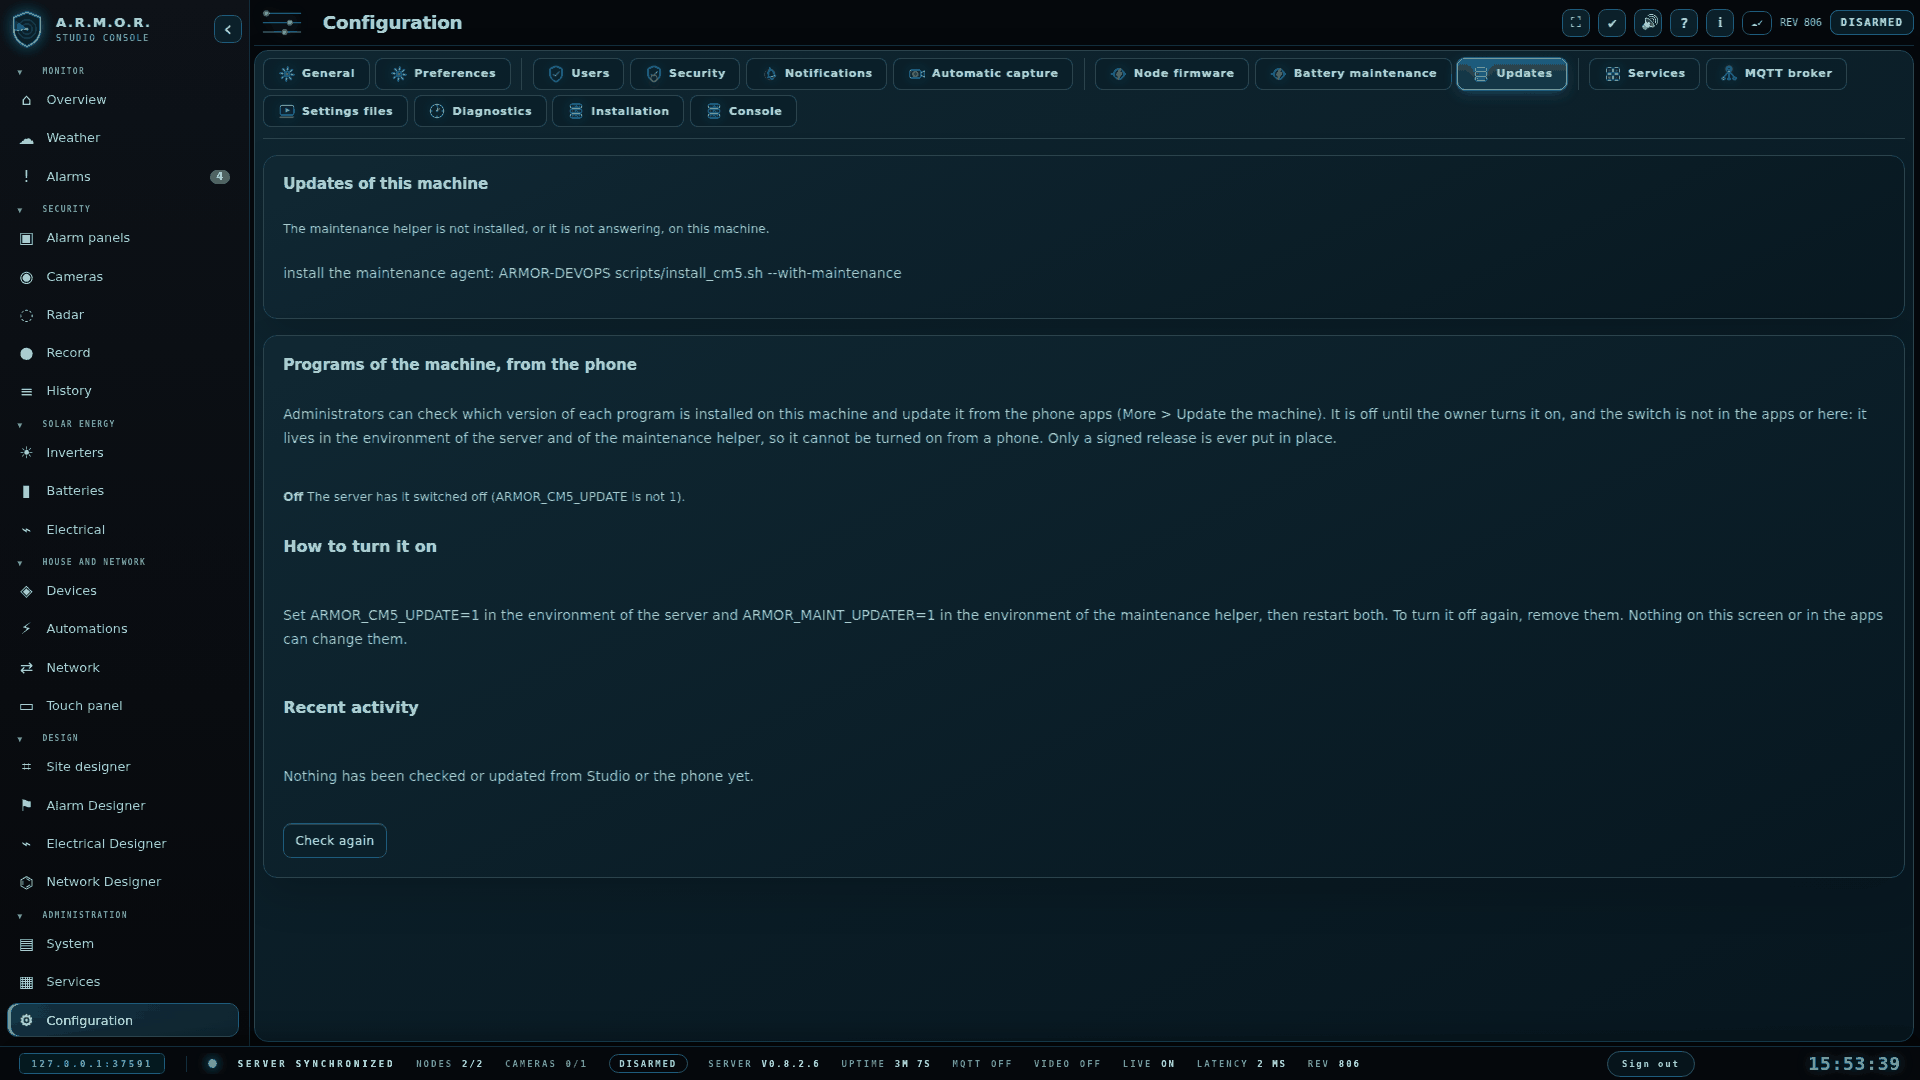 A.R.M.O.R.
STUDIO CONSOLE
MONITOR
Overview
Weather
Alarms 4
SECURITY
Alarm panels
Cameras
Radar
Record
History
SOLAR ENERGY
Inverters
Batteries
Electrical
HOUSE AND NETWORK
Devices
Automations
Network
Touch panel
DESIGN
Site designer
Alarm Designer
Electrical Designer
Network Designer
ADMINISTRATION
System
Services
Configuration
Configuration
REV 806 DISARMED
General Preferences Users Security Notifications Automatic capture Node firmware Battery maintenance Updates Services MQTT broker
Settings files Diagnostics Installation Console
Updates of this machine
The maintenance helper is not installed, or it is not answering, on this machine.
install the maintenance agent: ARMOR-DEVOPS scripts/install_cm5.sh --with-maintenance
Programs of the machine, from the phone
Administrators can check which version of each program is installed on this machine and update it from the phone apps (More > Update the machine). It is off until the owner turns it on, and the switch is not in the apps or here: it
lives in the environment of the server and of the maintenance helper, so it cannot be turned on from a phone. Only a signed release is ever put in place.
Off The server has it switched off (ARMOR_CM5_UPDATE is not 1).
How to turn it on
Set ARMOR_CM5_UPDATE=1 in the environment of the server and ARMOR_MAINT_UPDATER=1 in the environment of the maintenance helper, then restart both. To turn it off again, remove them. Nothing on this screen or in the apps
can change them.
Recent activity
Nothing has been checked or updated from Studio or the phone yet.
Check again
127.0.0.1:37591 SERVER SYNCHRONIZED NODES 2/2 CAMERAS 0/1 DISARMED SERVER V0.8.2.6 UPTIME 3M 7S MQTT OFF VIDEO OFF LIVE ON LATENCY 2 MS REV 806 Sign out 15:53:39